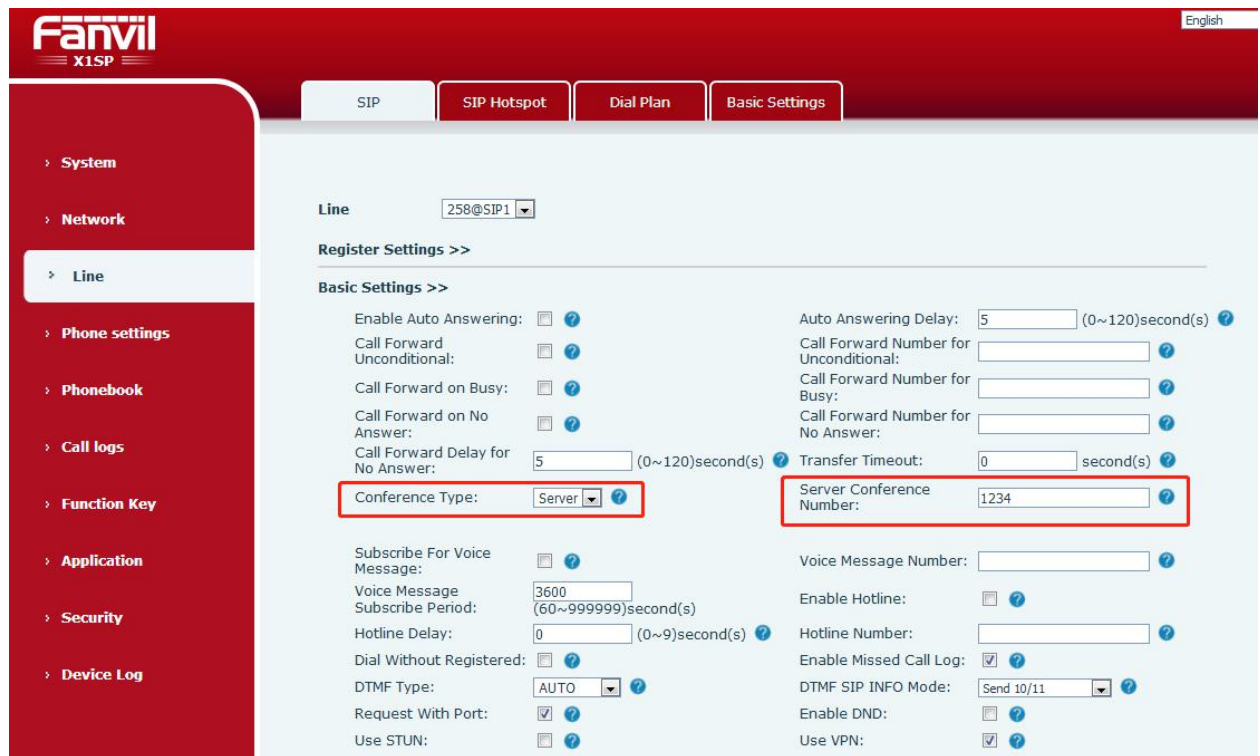 Fanvil
X1SP
English
SIP
SIP Hotspot
Dial Plan
Basic Settings
› System
› Network
› Line
› Phone settings
› Phonebook
› Call logs
› Function Key
› Application
› Security
› Device Log
Line 258@SIP1
Register Settings >>
Basic Settings >>
Enable Auto Answering: ?
Auto Answering Delay: 5 (0~120)second(s) ?
Call Forward
Unconditional: ?
Call Forward Number for
Unconditional: ?
Call Forward on Busy: ?
Call Forward Number for
Busy: ?
Call Forward on No
Answer: ?
Call Forward Number for
No Answer: ?
Call Forward Delay for
No Answer: 5 (0~120)second(s) ?
Transfer Timeout: 0 second(s) ?
Conference Type: Server ?
Server Conference
Number: 1234 ?
Subscribe For Voice
Message: ?
Voice Message Number: ?
Voice Message
Subscribe Period: 3600
(60~999999)second(s)
Enable Hotline: ?
Hotline Delay: 0 (0~9)second(s) ?
Hotline Number: ?
Dial Without Registered: ?
Enable Missed Call Log: ?
DTMF Type: AUTO ?
DTMF SIP INFO Mode: Send 10/11 ?
Request With Port: ?
Enable DND: ?
Use STUN: ?
Use VPN: ?